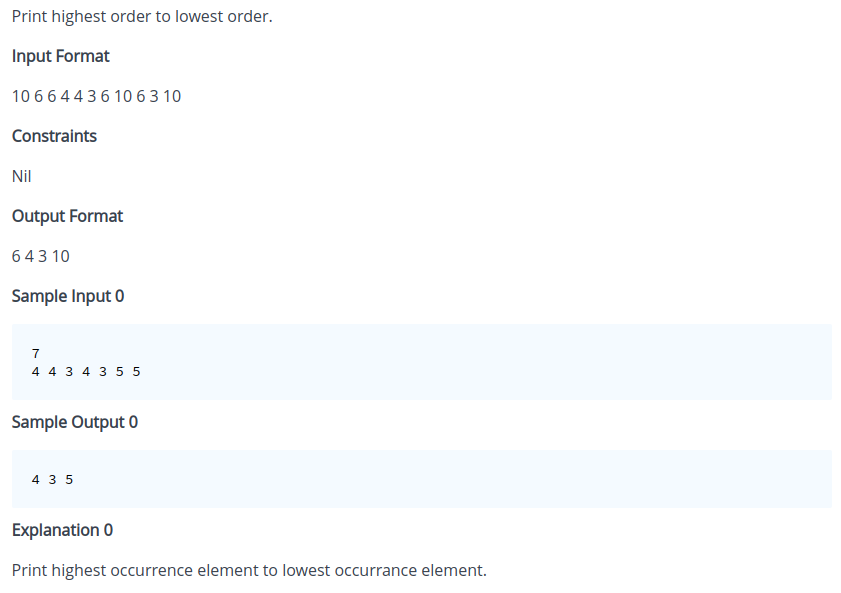 Print highest order to lowest order.
Input Format
10 6 6 4 4 3 6 10 6 3 10
Constraints
Nil
Output Format
6 4 3 10
Sample Input 0
7
4 4 3 4 3 5 5
Sample Output 0
4 3 5
Explanation 0
Print highest occurrence element to lowest occurrance element.